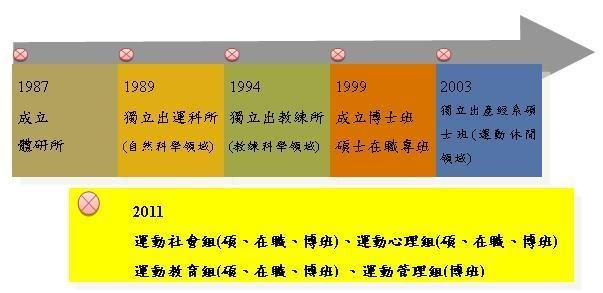 1987
成立
體研所
1989
獨立出運科所
(自然科學領域)
1994
獨立出教練所
(教練科學領域)
1999
成立博士班
碩士在職專班
2003
獨立出產經系碩
士班(運動休閒
領域)
2011
運動社會組(碩、在職、博班)、運動心理組(碩、在職、博班)
運動教育組(碩、在職、博班) 、運動管理組(博班)